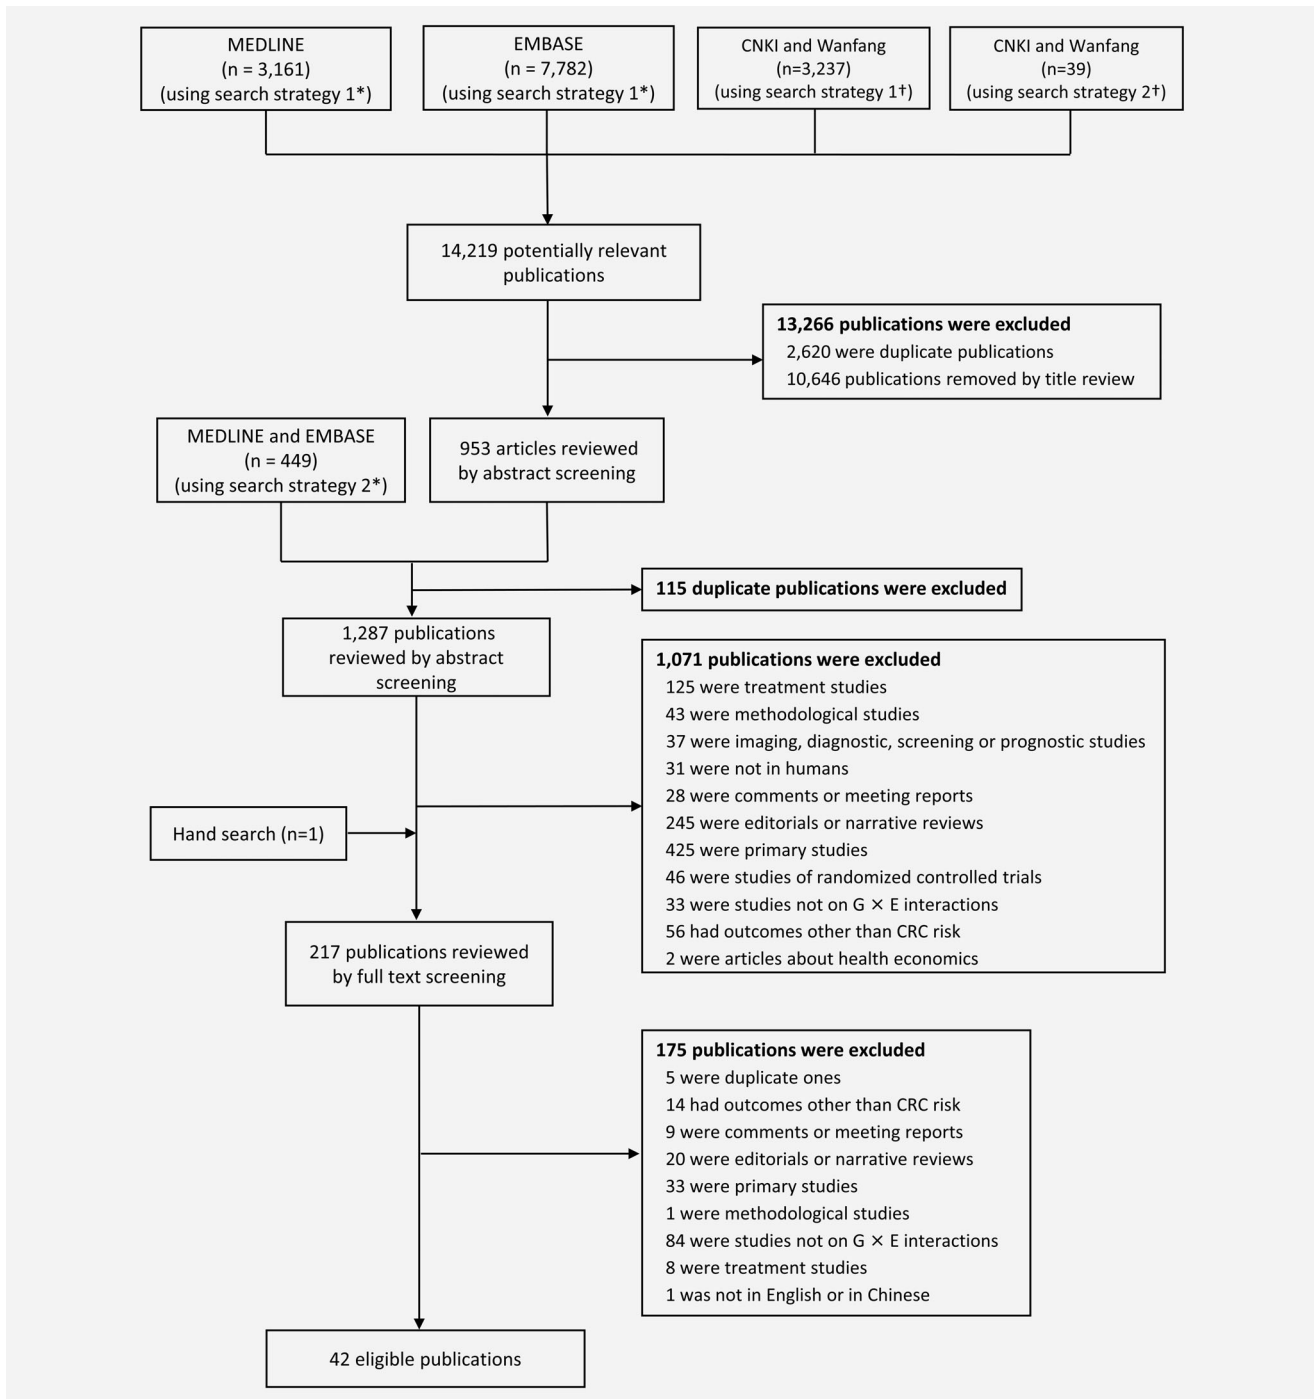 MEDLINE
(n = 3,161)
(using search strategy 1*)
EMBASE
(n = 7,782)
(using search strategy 1*)
CNKI and Wanfang
(n=3,237)
(using search strategy 1†)
CNKI and Wanfang
(n=39)
(using search strategy 2†)
14,219 potentially relevant
publications
13,266 publications were excluded
2,620 were duplicate publications
10,646 publications removed by title review
MEDLINE and EMBASE
(n = 449)
(using search strategy 2*)
953 articles reviewed
by abstract screening
115 duplicate publications were excluded
1,287 publications
reviewed by abstract
screening
1,071 publications were excluded
125 were treatment studies
43 were methodological studies
37 were imaging, diagnostic, screening or prognostic studies
31 were not in humans
28 were comments or meeting reports
245 were editorials or narrative reviews
425 were primary studies
46 were studies of randomized controlled trials
33 were studies not on G × E interactions
56 had outcomes other than CRC risk
2 were articles about health economics
Hand search (n=1)
217 publications reviewed
by full text screening
175 publications were excluded
5 were duplicate ones
14 had outcomes other than CRC risk
9 were comments or meeting reports
20 were editorials or narrative reviews
33 were primary studies
1 were methodological studies
84 were studies not on G × E interactions
8 were treatment studies
1 was not in English or in Chinese
42 eligible publications